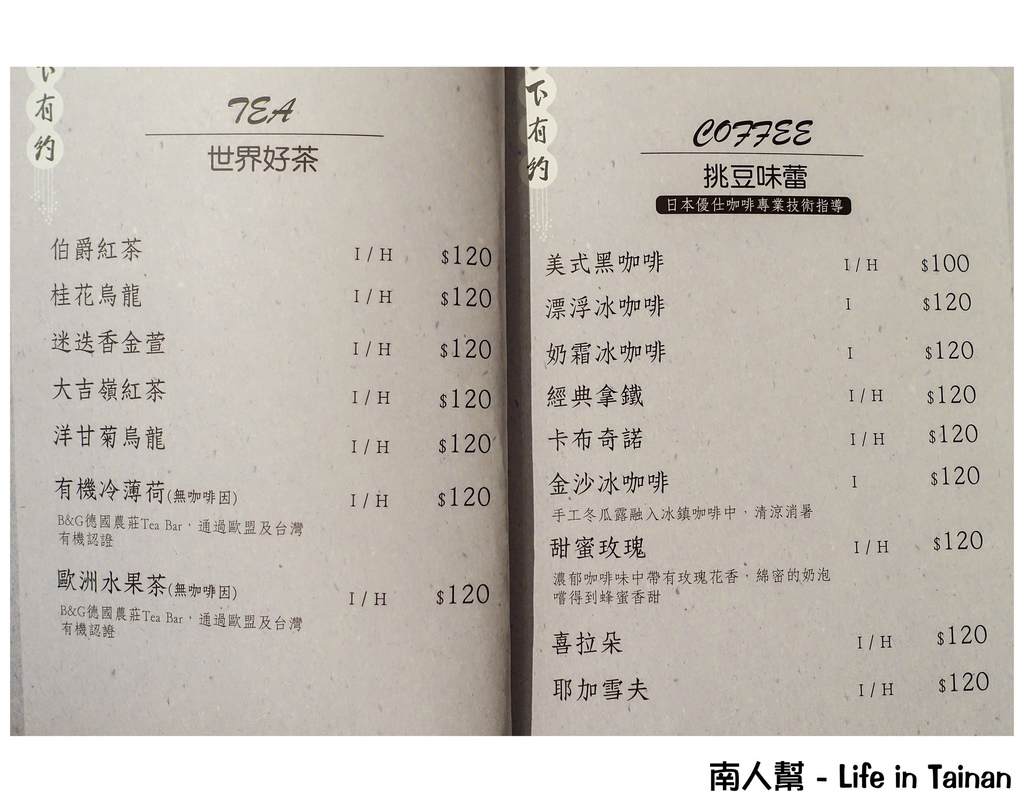 有
約
TEA
世界好茶
伯爵紅茶 I / H $120
桂花烏龍 I / H $120
迷迭香金萱 I / H $120
大吉嶺紅茶 I / H $120
洋甘菊烏龍 I / H $120
有機冷薄荷(無咖啡因) I / H $120
B&G德國農莊Tea Bar，通過歐盟及台灣
有機認證
歐洲水果茶(無咖啡因) I / H $120
B&G德國農莊Tea Bar，通過歐盟及台灣
有機認證
下
有
約
COFFEE
挑豆味蕾
日本優仕咖啡專業技術指導
美式黑咖啡 I / H $100
漂浮冰咖啡 I $120
奶霜冰咖啡 I $120
經典拿鐵 I / H $120
卡布奇諾 I / H $120
金沙冰咖啡 I $120
手工冬瓜露融入冰鎮咖啡中，清涼消暑
甜蜜玫瑰 I / H $120
濃郁咖啡味中帶有玫瑰花香，綿密的奶泡
嚐得到蜂蜜香甜
喜拉朵 I / H $120
耶加雪夫 I / H $120
南人幫 - Life in Tainan